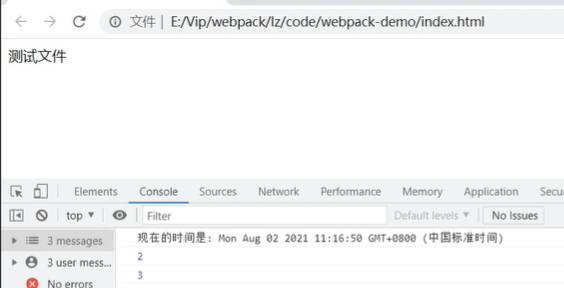 文件 | E:/Vip/webpack/lz/code/webpack-demo/index.html
测试文件
Elements Console Sources Network Performance Memory Application Secu
top Filter Default levels No Issues
3 messages
现在的时间是: Mon Aug 02 2021 11:16:50 GMT+0800 (中国标准时间)
2
3 user mess...
3
No errors